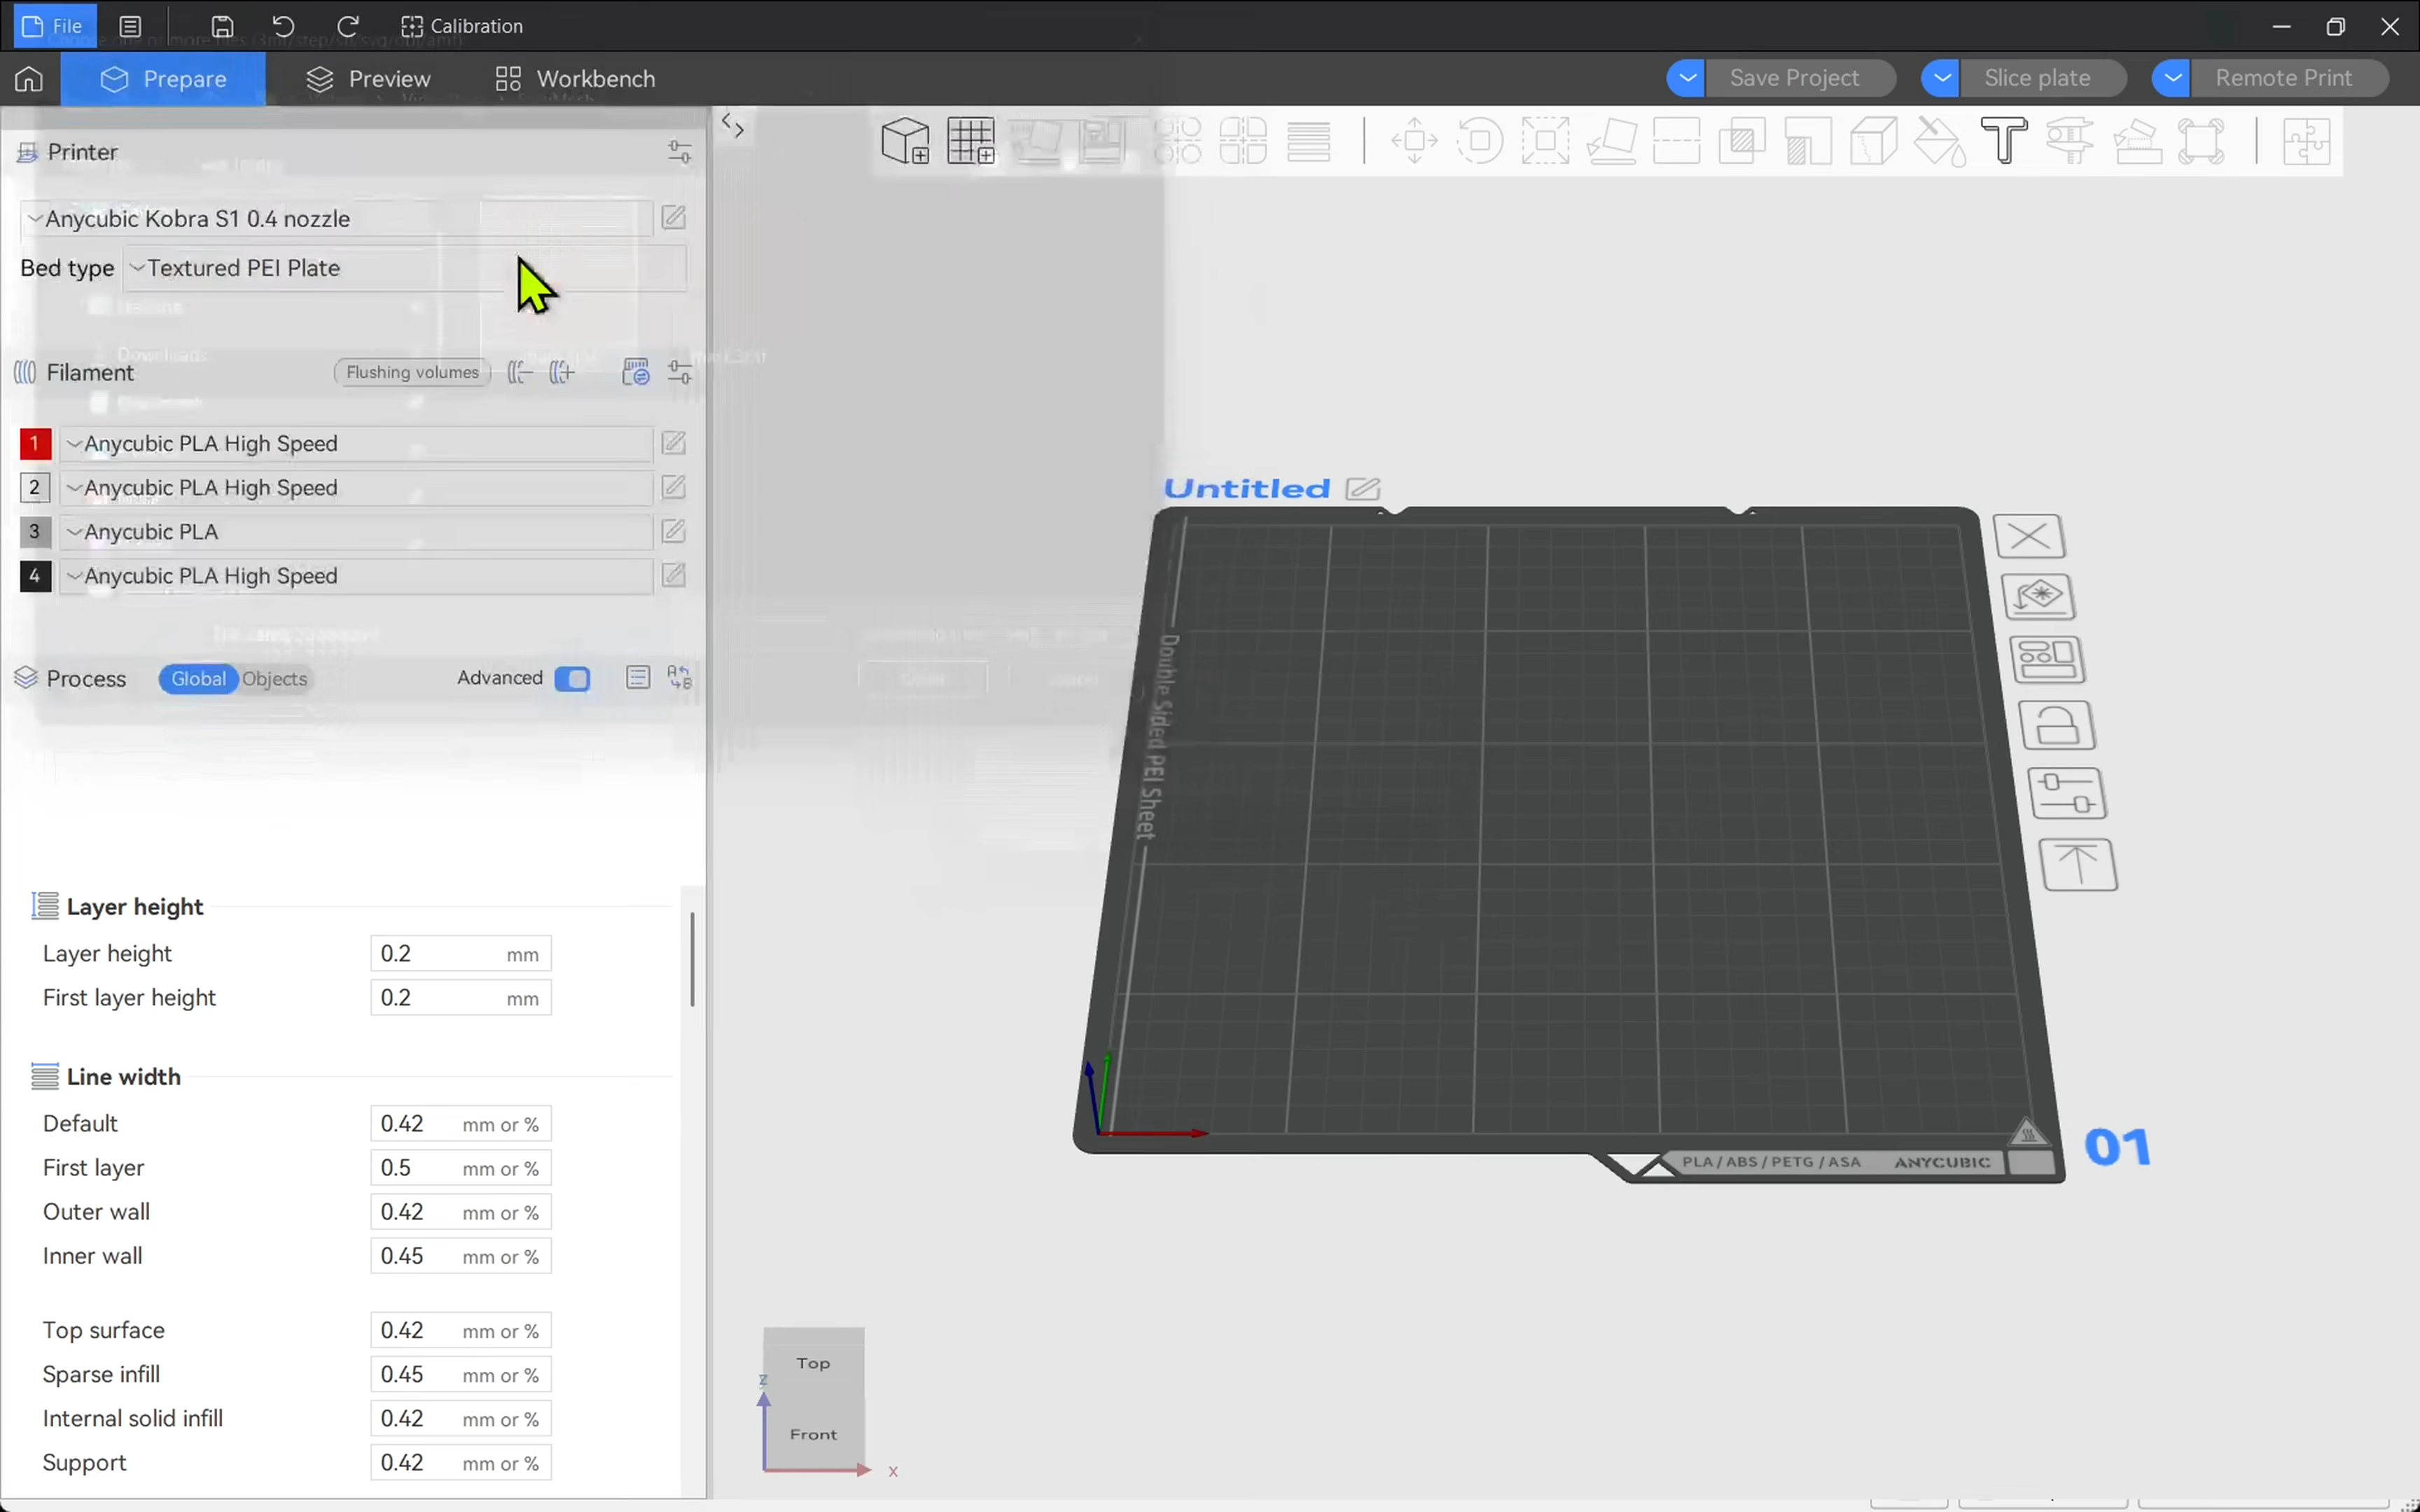 File
Calibration
Prepare
Preview
Workbench
Save Project
Slice plate
Remote Print
Printer
Anycubic Kobra S1 0.4 nozzle
Bed type
Textured PEI Plate
Downloads
Filament
Flushing volumes
1
Anycubic PLA High Speed
2
Anycubic PLA High Speed
3
Anycubic PLA
4
Anycubic PLA High Speed
Process
Global
Objects
Advanced
Layer height
Layer height 0.2 mm
First layer height 0.2 mm
Line width
Default 0.42 mm or %
First layer 0.5 mm or %
Outer wall 0.42 mm or %
Inner wall 0.45 mm or %
Top surface 0.42 mm or %
Sparse infill 0.45 mm or %
Internal solid infill 0.42 mm or %
Support 0.42 mm or %
Untitled
Double Sided PEI Sheet
PLA / ABS / PETG / ASA
ANYCUBIC
01
Top
Front
Z
X